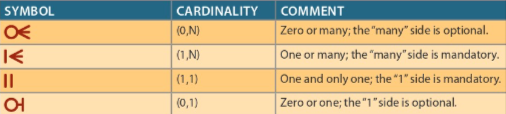 SYMBOL CARDINALITY COMMENT
(0,N) Zero or many; the “many” side is optional.
(1,N) One or many; the “many” side is mandatory.
(1,1) One and only one; the “1” side is mandatory.
(0,1) Zero or one; the “1” side is optional.